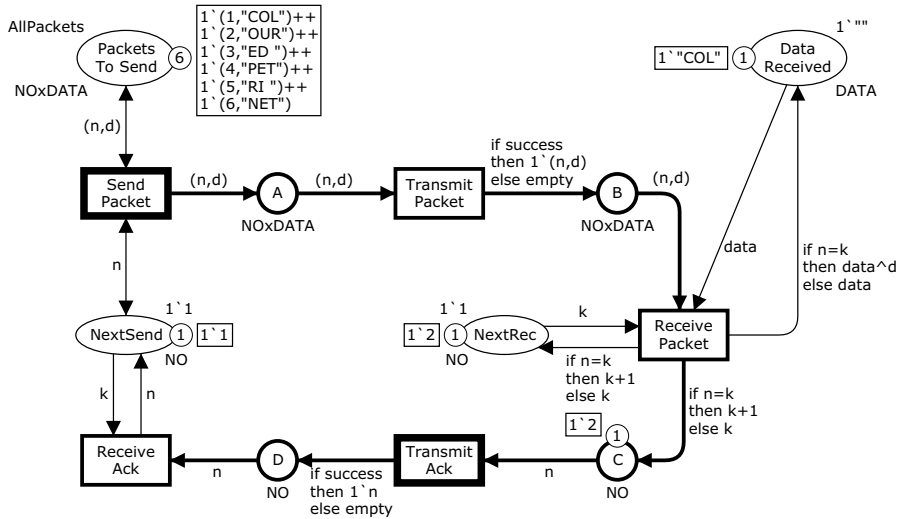 AllPackets
Packets
To Send
6
1`(1,"COL")++
1`(2,"OUR")++
1`(3,"ED ")++
1`(4,"PET")++
1`(5,"RI ")++
1`(6,"NET")
NOxDATA
1`""
1`"COL"
1
Data
Received
DATA
(n,d)
Send
Packet
(n,d)
A
NOxDATA
(n,d)
Transmit
Packet
if success
then 1`(n,d)
else empty
B
NOxDATA
(n,d)
data
if n=k
then data^d
else data
n
1`1
NextSend
1
1`1
NO
1`1
1`2
1
NextRec
NO
k
Receive
Packet
if n=k
then k+1
else k
if n=k
then k+1
else k
k
n
Receive
Ack
n
D
NO
if success
then 1`n
else empty
Transmit
Ack
n
1`2
1
C
NO